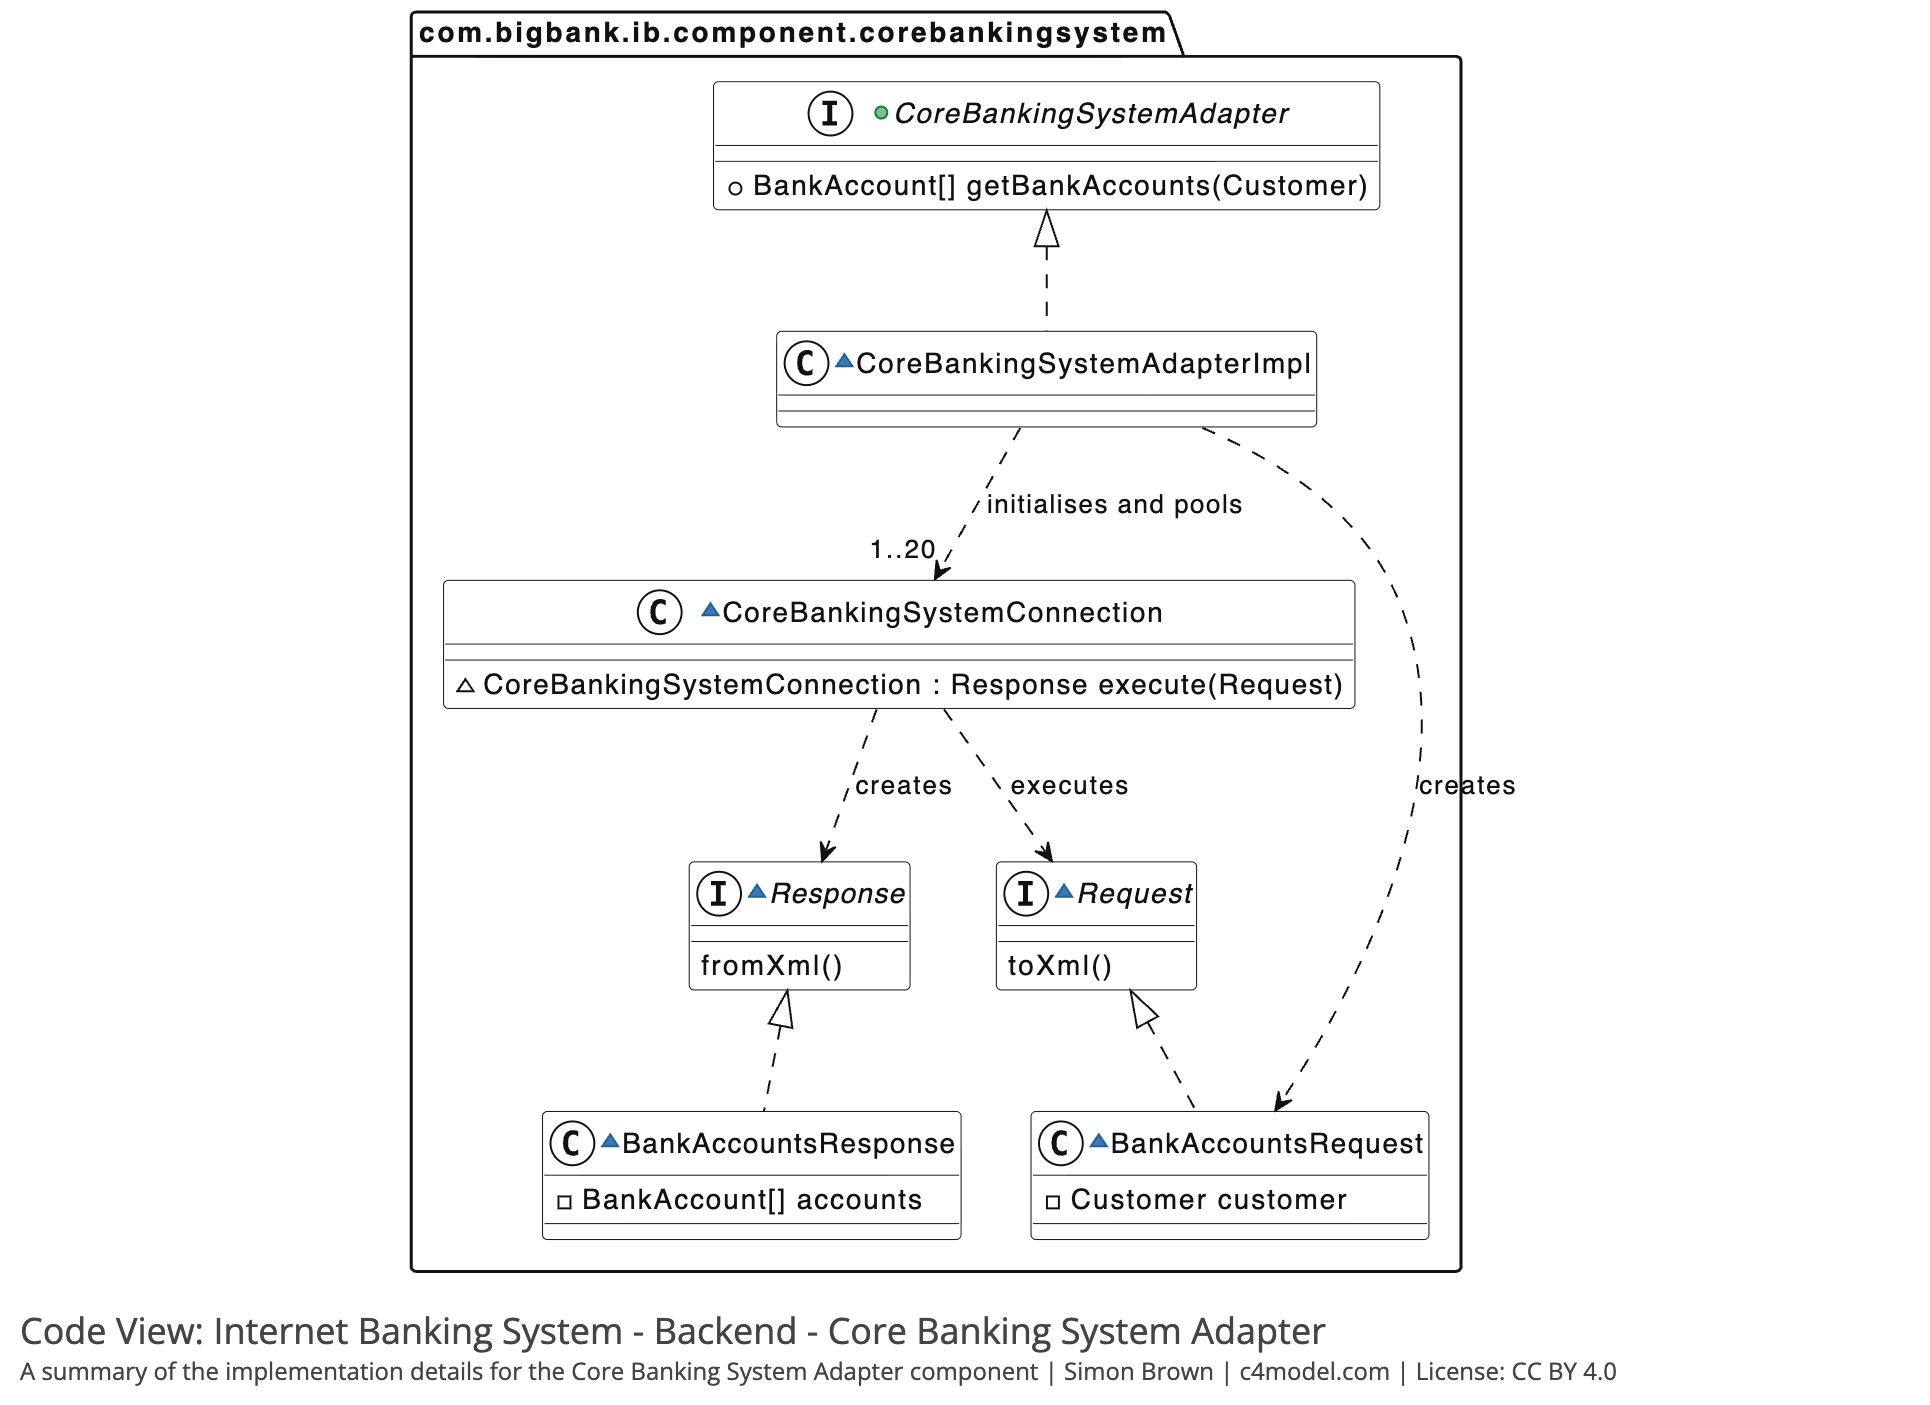 com.bigbank.ib.component.corebankingsystem
I CoreBankingSystemAdapter
BankAccount[] getBankAccounts(Customer)
C CoreBankingSystemAdapterImpl
initialises and pools
1..20
C CoreBankingSystemConnection
CoreBankingSystemConnection : Response execute(Request)
creates
executes
creates
I Response
fromXml()
I Request
toXml()
C BankAccountsResponse
BankAccount[] accounts
C BankAccountsRequest
Customer customer
Code View: Internet Banking System - Backend - Core Banking System Adapter
A summary of the implementation details for the Core Banking System Adapter component | Simon Brown | c4model.com | License: CC BY 4.0